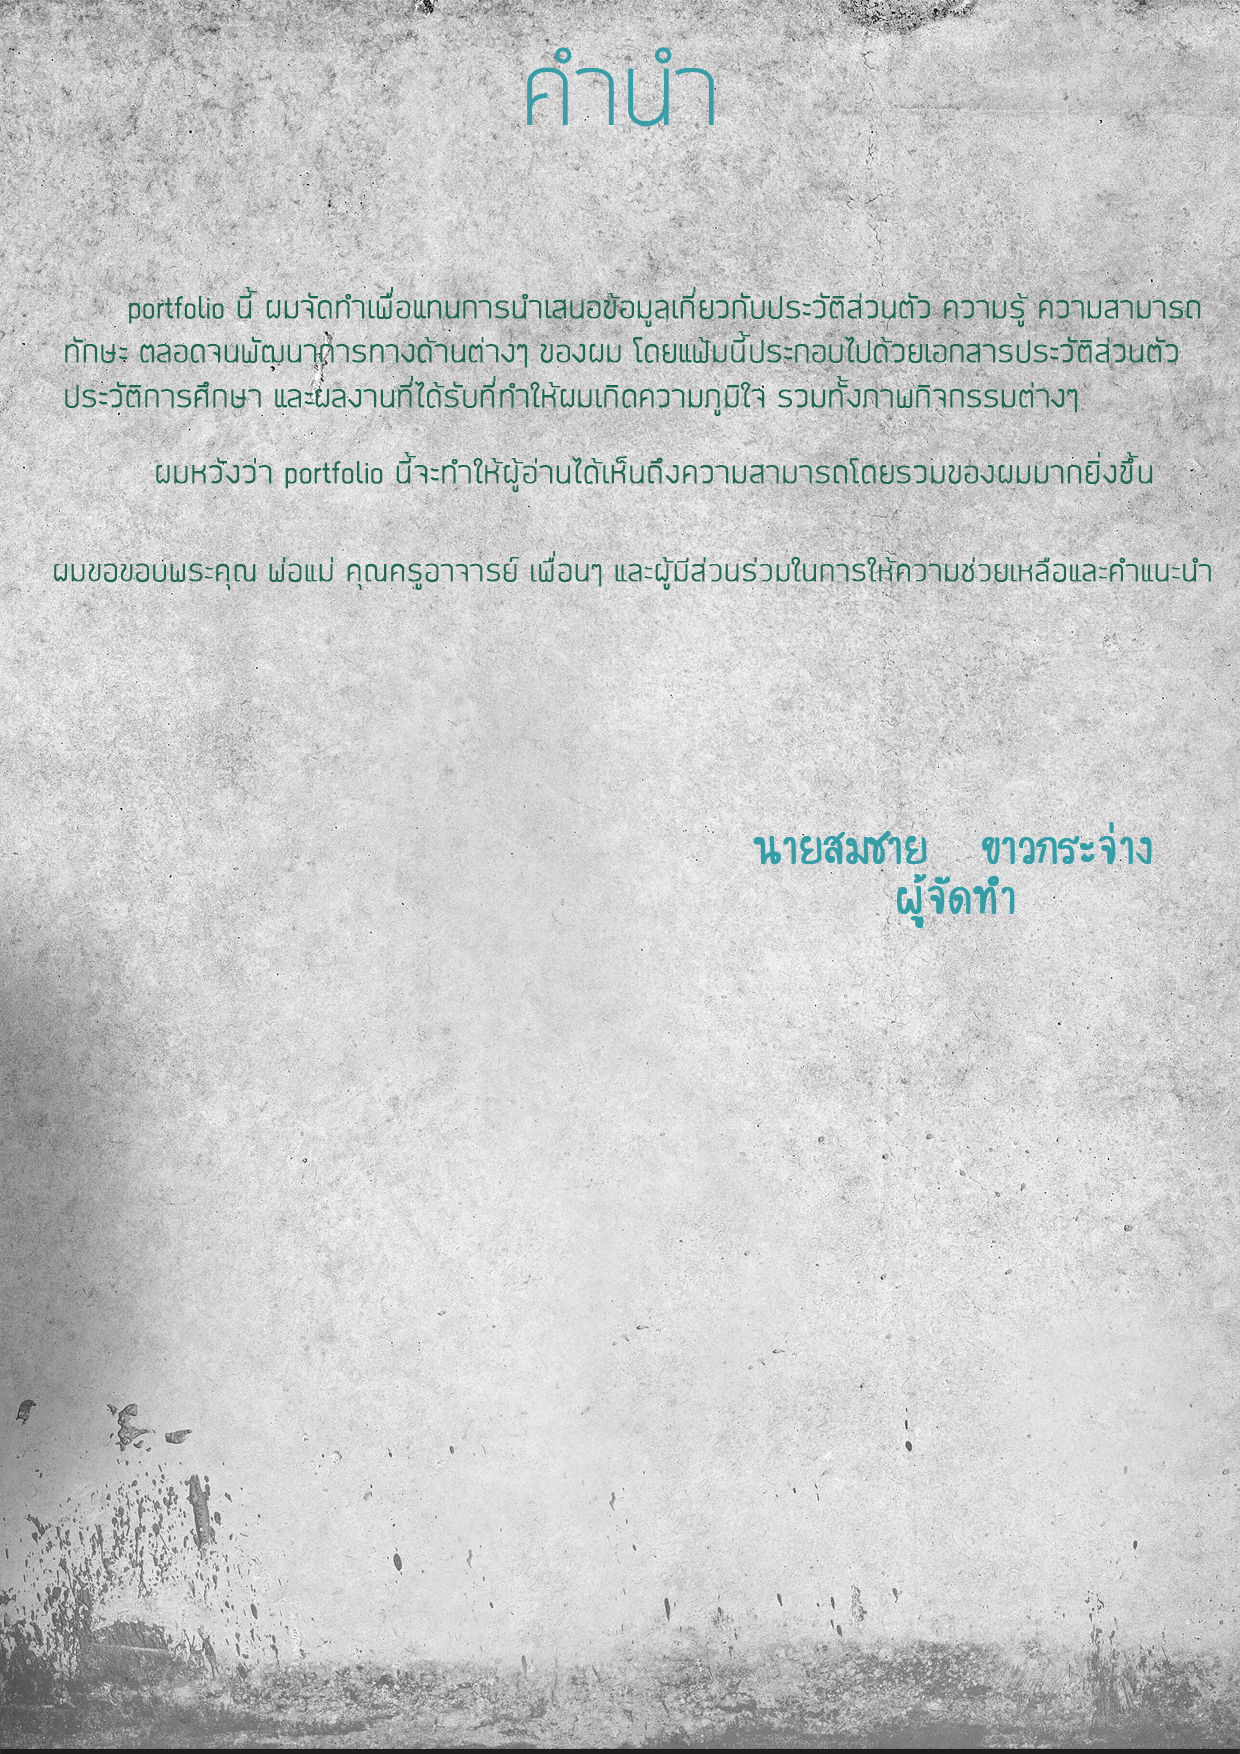 คำนำ
portfolio นี้ ผมจัดทำเพื่อแทนการนำเสนอข้อมูลเกี่ยวกับประวัติส่วนตัว ความรู้ ความสามารถ
ทักษะ ตลอดจนพัฒนาการทางด้านต่างๆ ของผม โดยแฟ้มนี้ประกอบไปด้วยเอกสารประวัติส่วนตัว
ประวัติการศึกษา และผลงานที่ได้รับที่ทำให้ผมเกิดความภูมิใจ รวมทั้งภาพกิจกรรมต่างๆ
ผมหวังว่า portfolio นี้จะทำให้ผู้อ่านได้เห็นถึงความสามารถโดยรวมของผมมากยิ่งขึ้น
ผมขอขอบพระคุณ พ่อแม่ คุณครูอาจารย์ เพื่อนๆ และผู้มีส่วนร่วมในการให้ความช่วยเหลือและคำแนะนำ
นายสมชาย ขาวกระจ่าง
ผู้จัดทำ